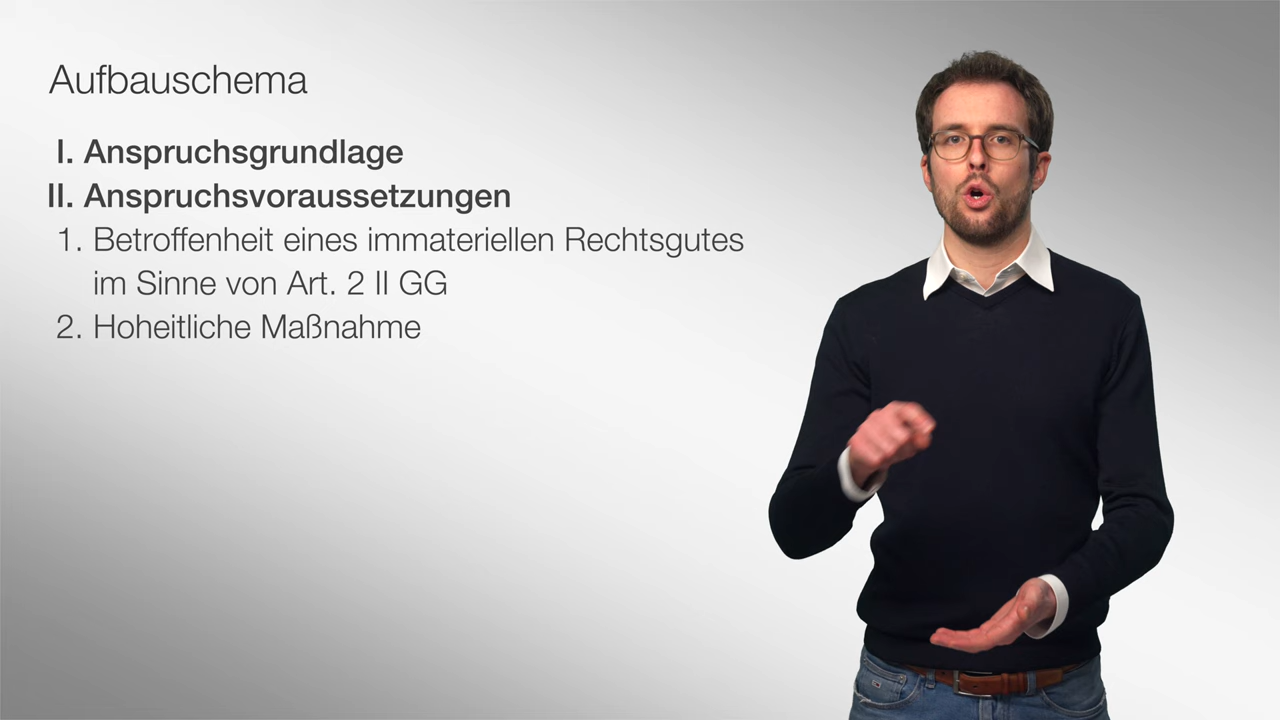 Aufbauschema
I. Anspruchsgrundlage
II. Anspruchsvoraussetzungen
1. Betroffenheit eines immateriellen Rechtsgutes
im Sinne von Art. 2 II GG
2. Hoheitliche Maßnahme